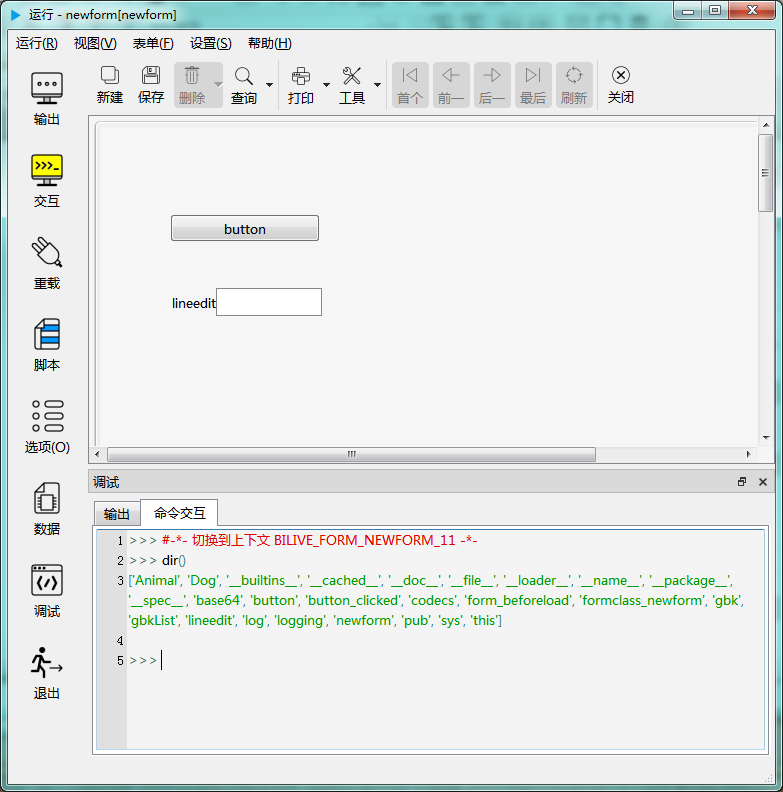 运行 - newform[newform]
运行(R) 视图(V) 表单(F) 设置(S) 帮助(H)
新建 保存 删除 查询 打印 工具 首个 前一 后一 最后 刷新 关闭
输出
交互
重载
脚本
选项(O)
数据
调试
退出
button
lineedit
调试
输出 命令交互
1 >>> #-*- 切换到上下文 BILIVE_FORM_NEWFORM_11 -*-
2 >>> dir()
3 ['Animal', 'Dog', '__builtins__', '__cached__', '__doc__', '__file__', '__loader__', '__name__', '__package__',
'__spec__', 'base64', 'button', 'button_clicked', 'codecs', 'form_beforeload', 'formclass_newform', 'gbk',
'gbkList', 'lineedit', 'log', 'logging', 'newform', 'pub', 'sys', 'this']
4
5 >>>